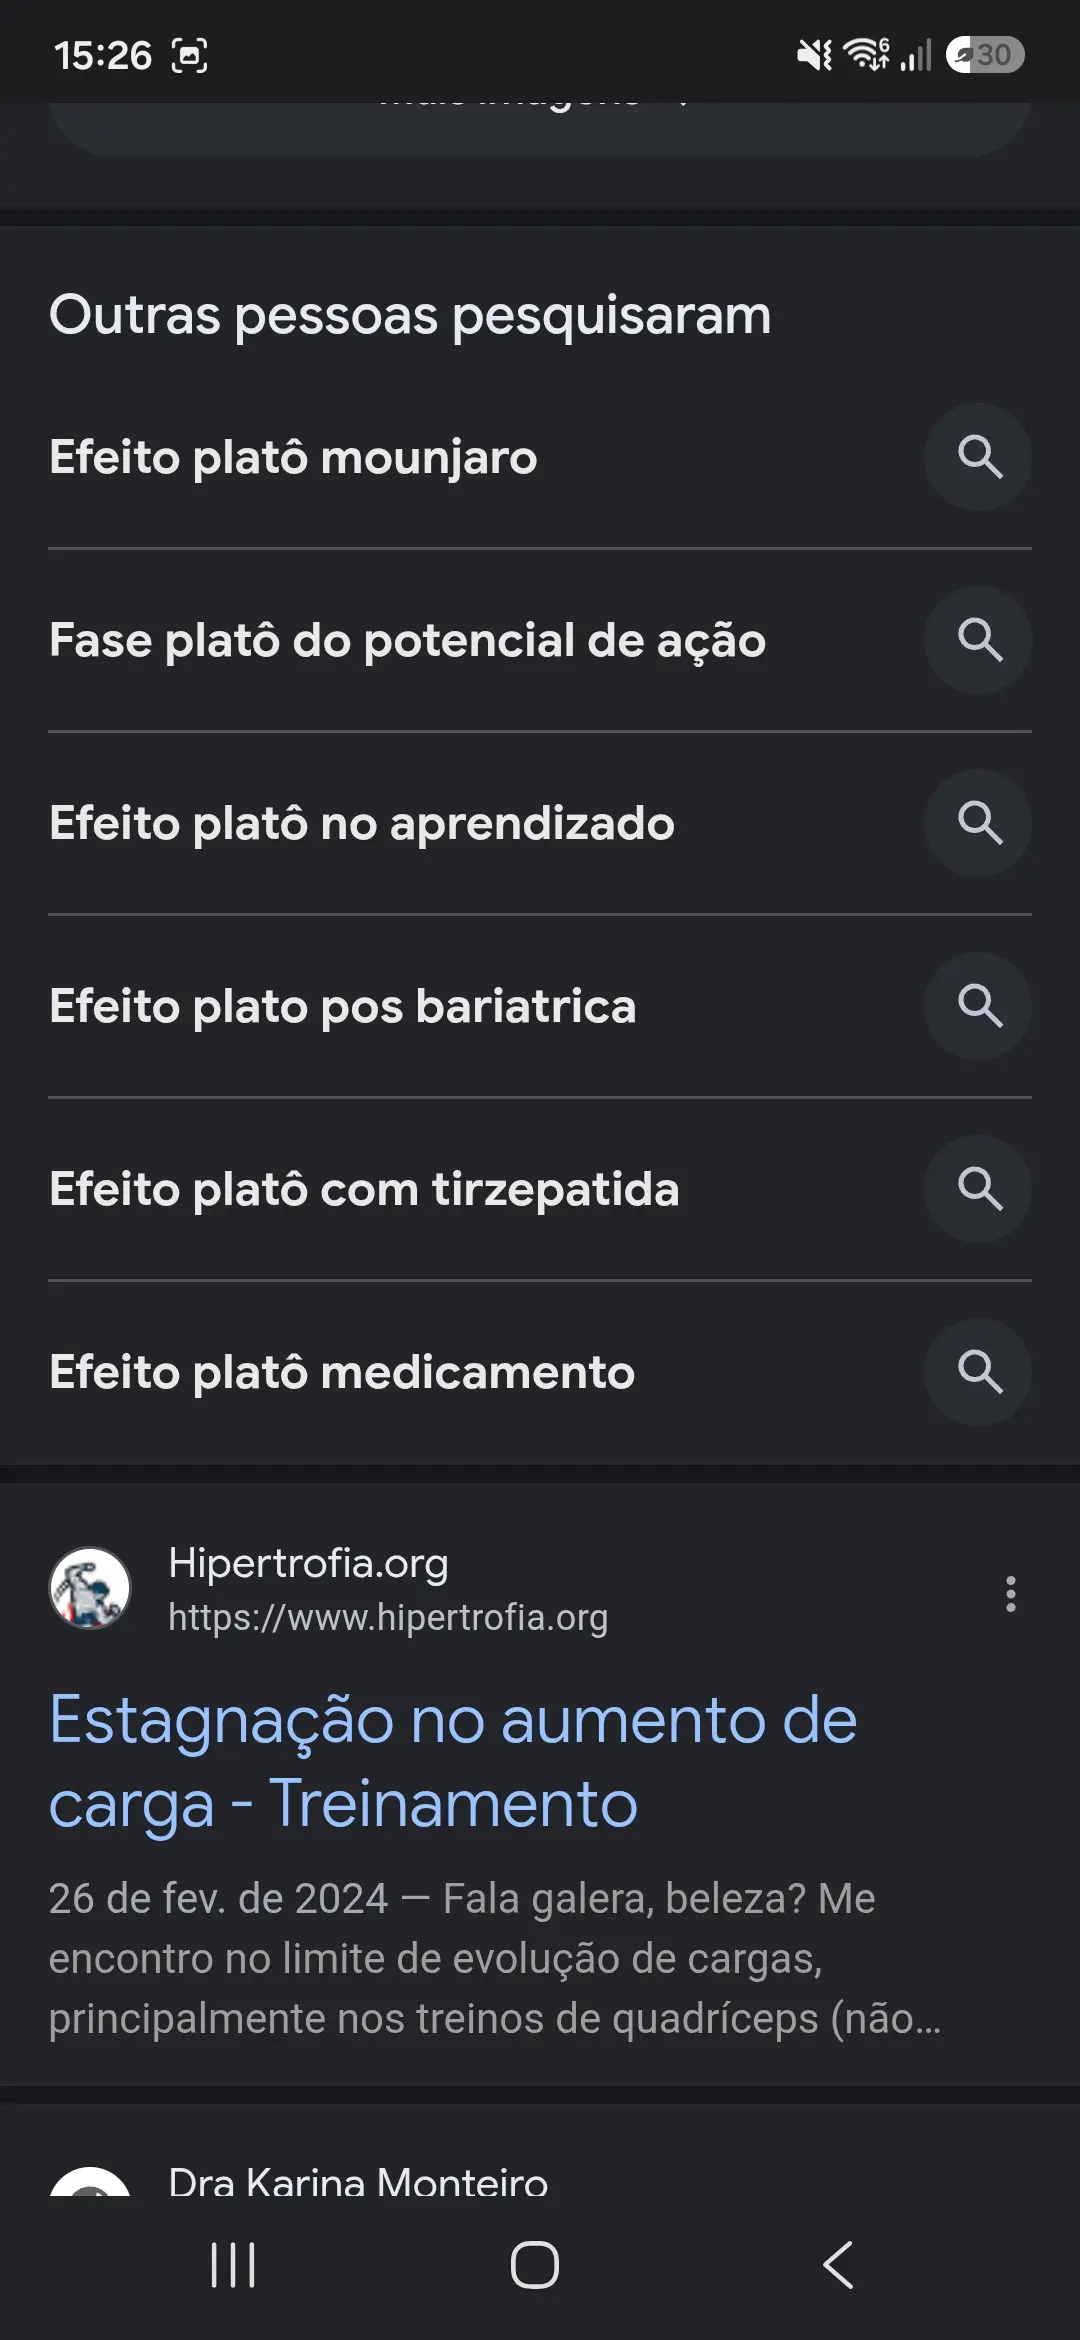 15:26
6
30
Outras pessoas pesquisaram
Efeito platô mounjaro
Fase platô do potencial de ação
Efeito platô no aprendizado
Efeito plato pos bariatrica
Efeito platô com tirzepatida
Efeito platô medicamento
Hipertrofia.org
https://www.hipertrofia.org
Estagnação no aumento de
carga - Treinamento
26 de fev. de 2024 — Fala galera, beleza? Me
encontro no limite de evolução de cargas,
principalmente nos treinos de quadríceps (não...
Dra Karina Monteiro